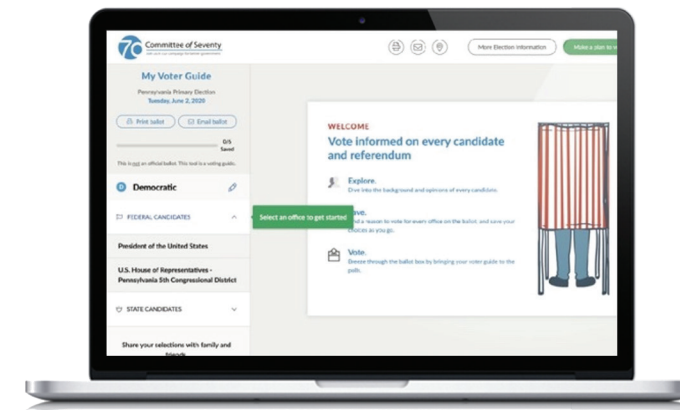 70 Committee of Seventy
More Election Information
Make a plan to v
My Voter Guide
Pennsylvania Primary Election
Tuesday, June 2, 2020
Print ballot
Email ballot
0/5
Saved
This is not an official ballot. This tool is a voting guide.
D Democratic
FEDERAL CANDIDATES
Select an office to get started
President of the United States
U.S. House of Representatives -
Pennsylvania 5th Congressional District
STATE CANDIDATES
Share your selections with family and
friends
WELCOME
Vote informed on every candidate
and referendum
Explore.
Dive into the background and opinions of every candidate.
ave.
nd a reason to vote for every office on the ballot and save your
choices as you go.
Vote.
Breeze through the ballot box by bringing your voter guide to the
polls.